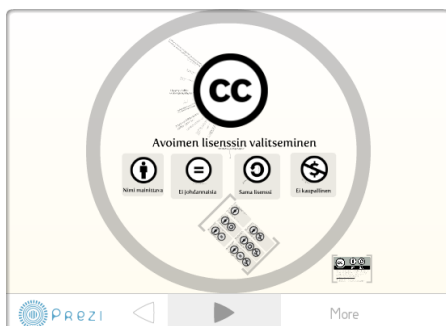 CC
Avoimen lisenssin valitseminen
Nimi mainittava
Ei johdannaisia
Sama lisenssi
Ei kaupallinen
PREZI
More